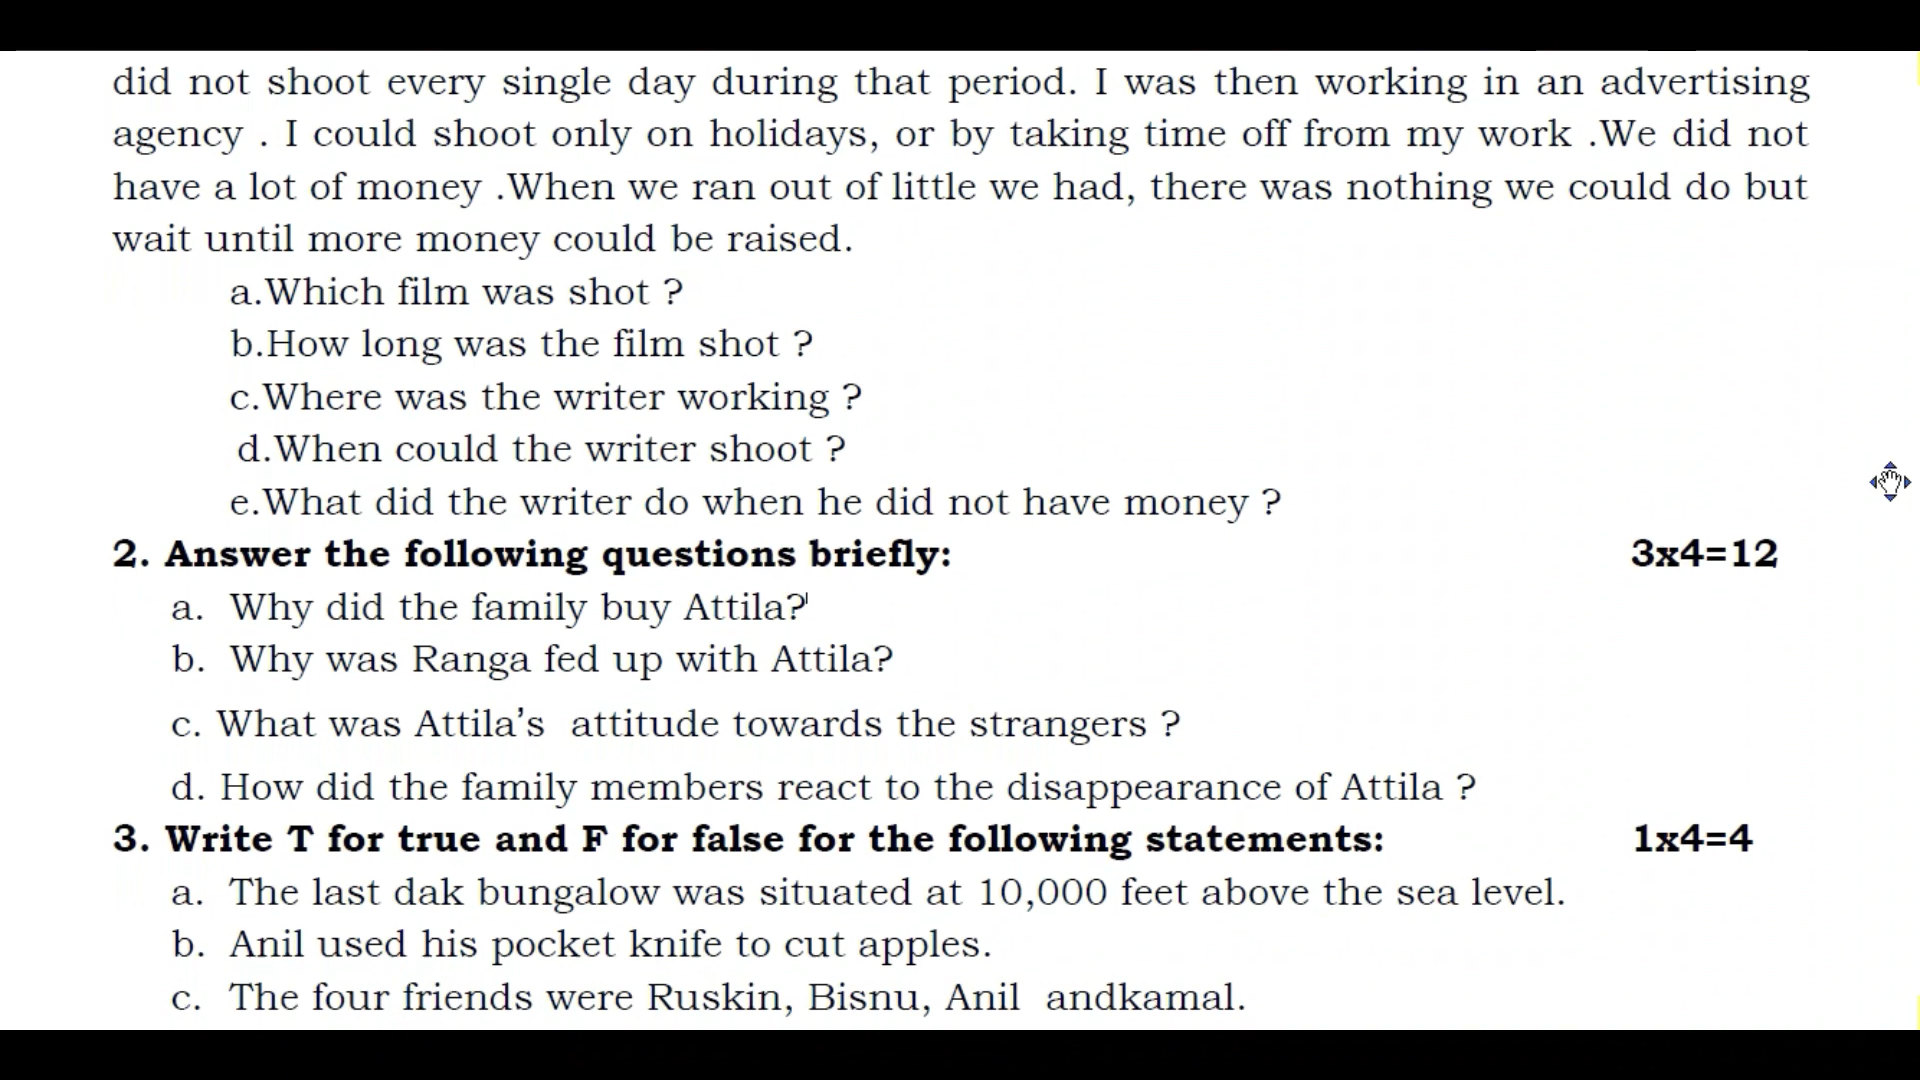 did not shoot every single day during that period. I was then working in an advertising
agency . I could shoot only on holidays, or by taking time off from my work .We did not
have a lot of money .When we ran out of little we had, there was nothing we could do but
wait until more money could be raised.
a.Which film was shot ?
b.How long was the film shot ?
c.Where was the writer working ?
d.When could the writer shoot ?
e.What did the writer do when he did not have money ?
2. Answer the following questions briefly: 3x4=12
a. Why did the family buy Attila?
b. Why was Ranga fed up with Attila?
c. What was Attila’s attitude towards the strangers ?
d. How did the family members react to the disappearance of Attila ?
3. Write T for true and F for false for the following statements: 1x4=4
a. The last dak bungalow was situated at 10,000 feet above the sea level.
b. Anil used his pocket knife to cut apples.
c. The four friends were Ruskin, Bisnu, Anil andkamal.